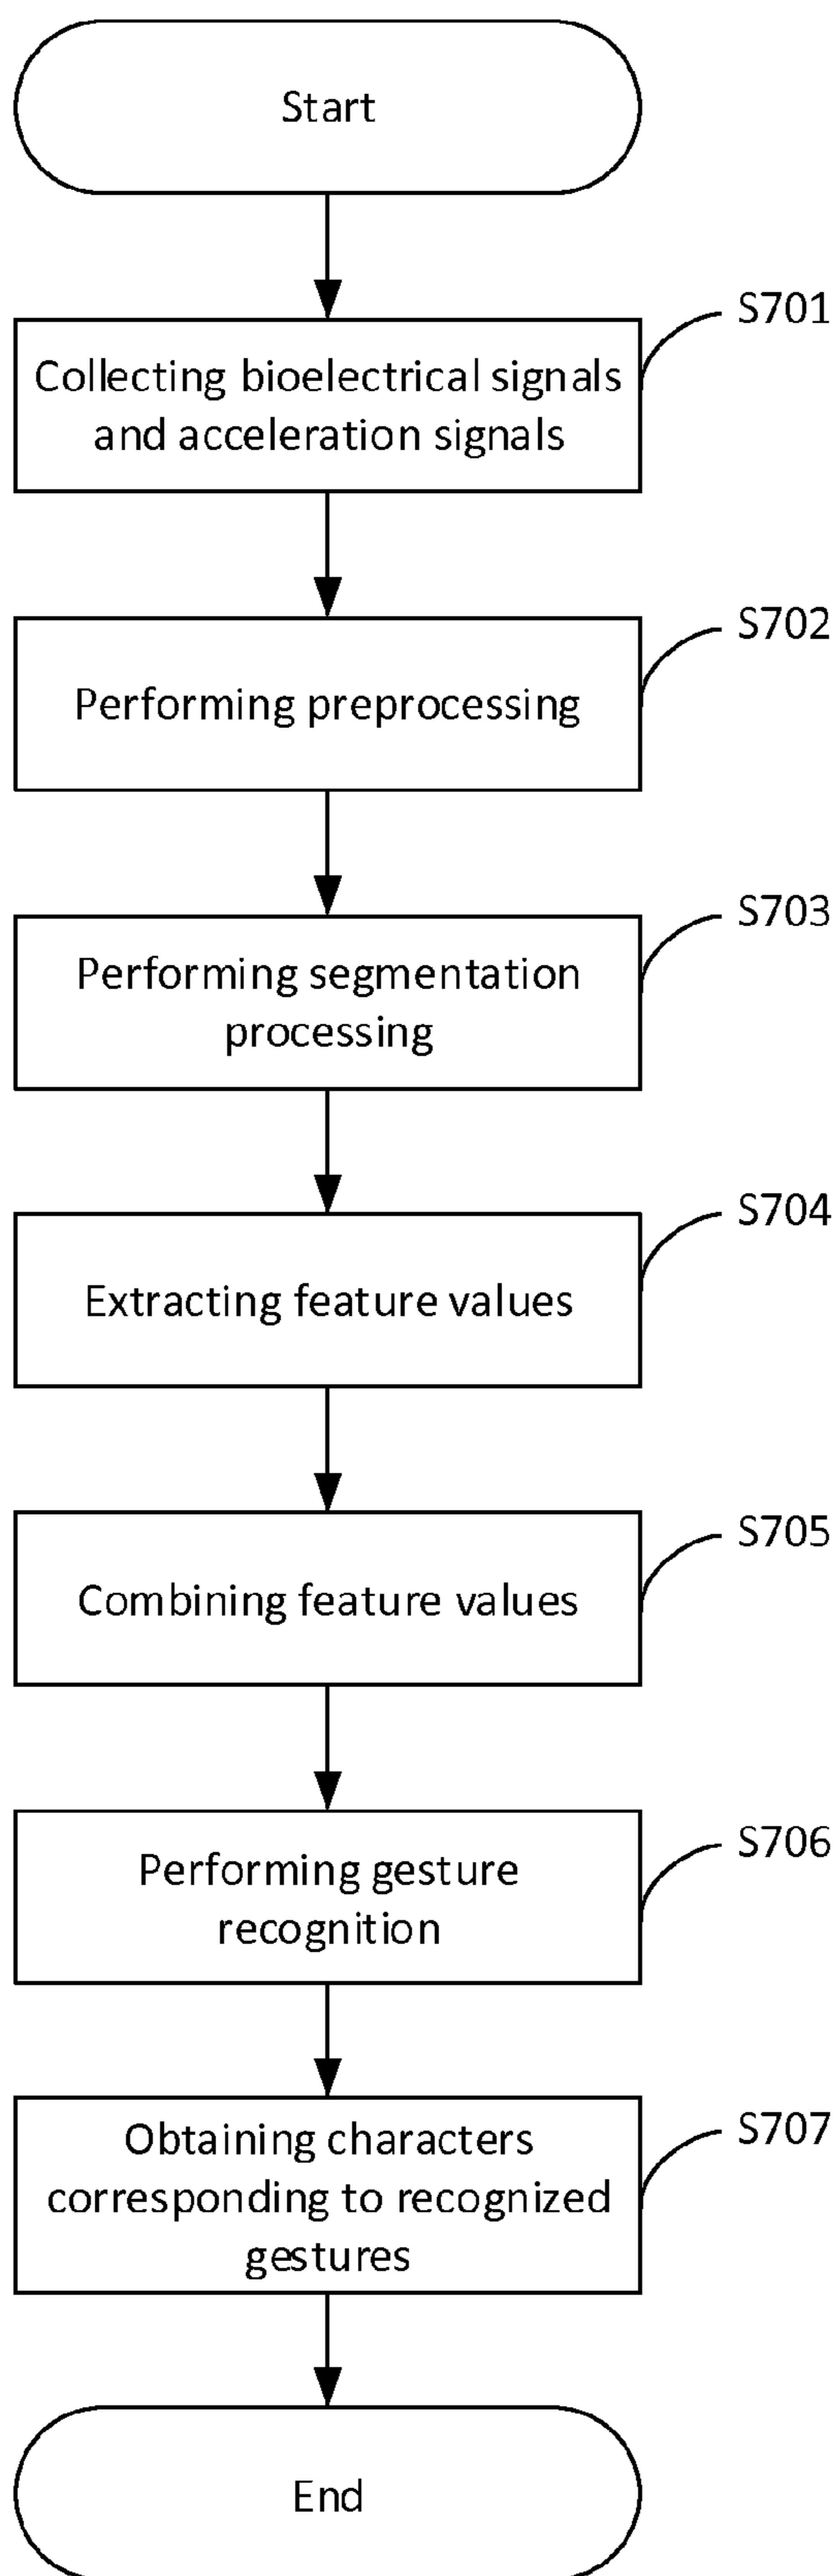 Start
S701
Collecting bioelectrical signals
and acceleration signals
S702
Performing preprocessing
S703
Performing segmentation
processing
S704
Extracting feature values
S705
Combining feature values
S706
Performing gesture
recognition
S707
Obtaining characters
corresponding to recognized
gestures
End